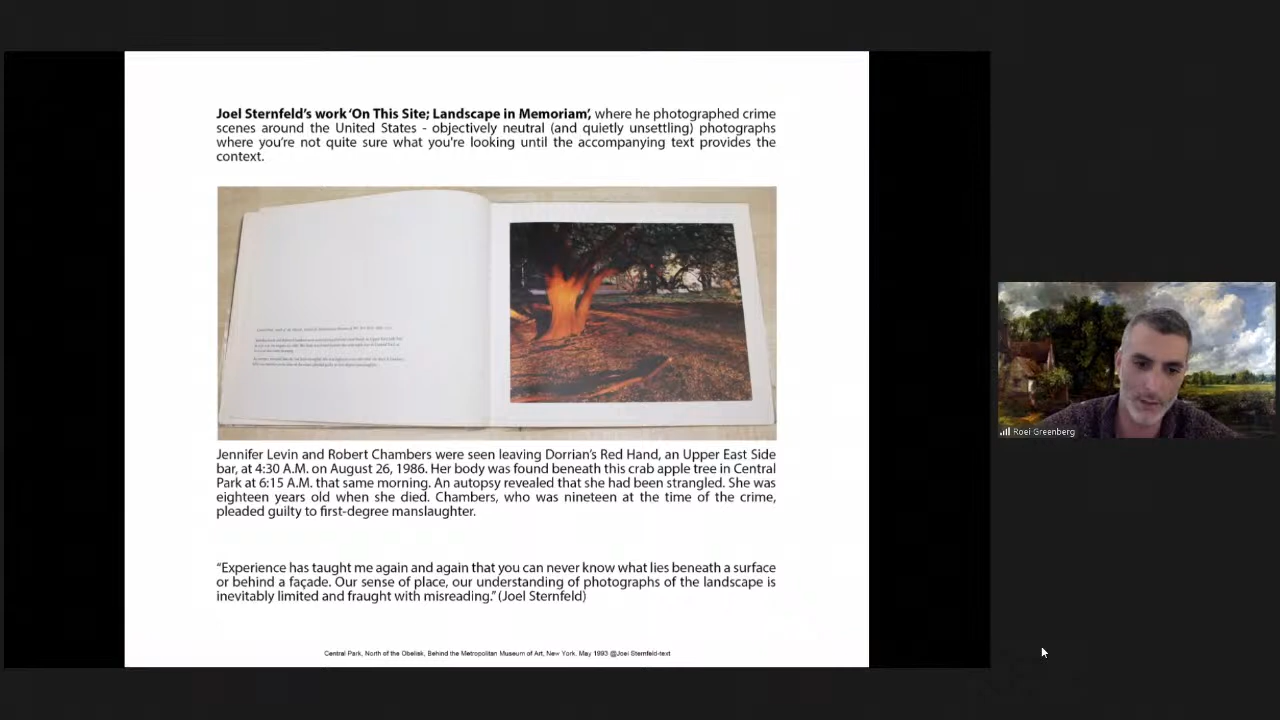 Joel Sternfeld's work ‘On This Site; Landscape in Memoriam’, where he photographed crime
scenes around the United States - objectively neutral (and quietly unsettling) photographs
where you're not quite sure what you're looking until the accompanying text provides the
context.
Jennifer Levin and Robert Chambers were seen leaving Dorrian's Red Hand, an Upper East Side
bar, at 4:30 A.M. on August 26, 1986. Her body was found beneath this crab apple tree in Central
Park at 6:15 A.M. that same morning. An autopsy revealed that she had been strangled. She was
eighteen years old when she died. Chambers, who was nineteen at the time of the crime,
pleaded guilty to first-degree manslaughter.
“Experience has taught me again and again that you can never know what lies beneath a surface
or behind a façade. Our sense of place, our understanding of photographs of the landscape is
inevitably limited and fraught with misreading.” (Joel Sternfeld)
Central Park, North of the Obelisk, Behind the Metropolitan Museum of Art, New York. May 1993 @Joel Sternfeld-text
Roei Greenberg